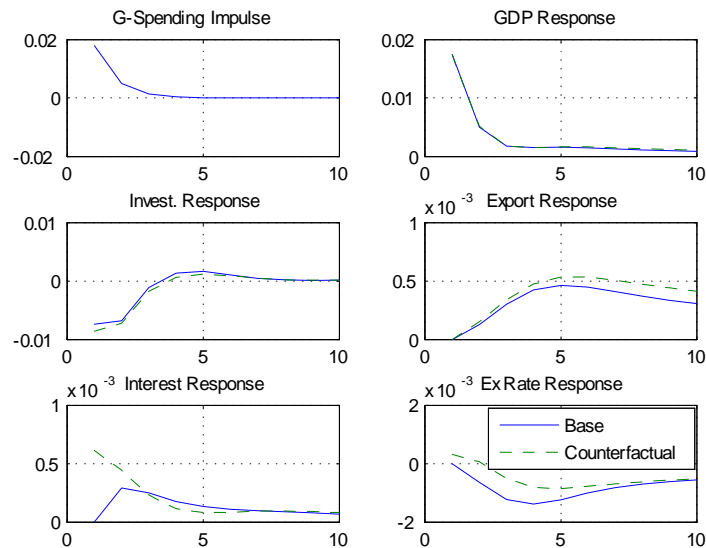 G-Spending Impulse
GDP Response
0.02
0
-0.02
0 5 10
0.02
0.01
0
0 5 10
Invest. Response
0.01
0
-0.01
0 5 10
x 10 -3 Export Response
1
0.5
0
0 5 10
x 10 -3 Interest Response
1
0.5
0
0 5 10
x 10 -3 Ex Rate Response
2
0
-2
0 5 10
Base
Counterfactual